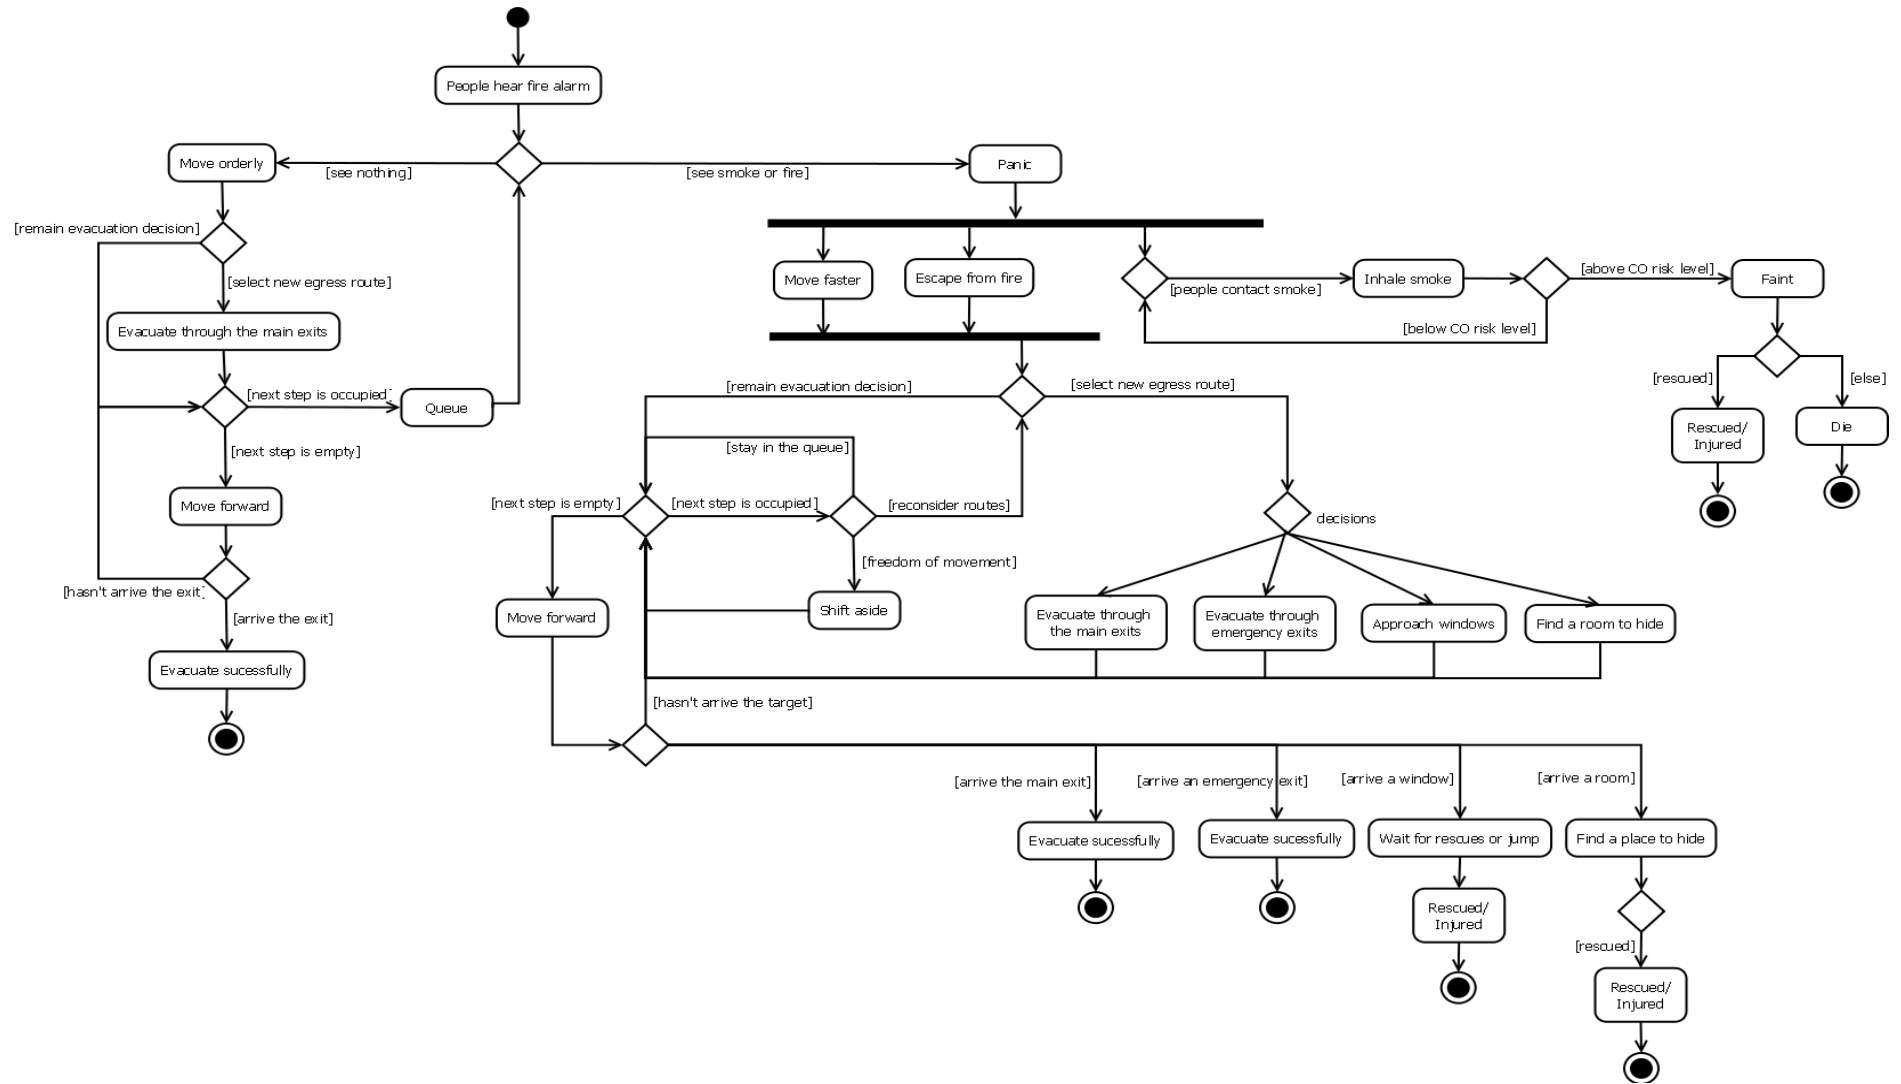 People hear fire alarm
Move orderly
[see nothing]
[see smoke or fire]
Panic
[remain evacuation decision]
[select new egress route]
Evacuate through the main exits
[next step is occupied]
Queue
[next step is empty]
Move forward
[hasn't arrive the exit]
[arrive the exit]
Evacuate sucessfully
Move faster
Escape from fire
[people contact smoke]
Inhale smoke
[above CO risk level]
Faint
[below CO risk level]
[rescued]
[else]
Rescued/
Injured
Die
[remain evacuation decision]
[select new egress route]
[stay in the queue]
[next step is empty]
[next step is occupied]
[reconsider routes]
decisions
[freedom of movement]
Move forward
Shift aside
Evacuate through
the main exits
Evacuate through
emergency exits
Approach windows
Find a room to hide
[hasn't arrive the target]
[arrive the main exit]
[arrive an emergency exit]
[arrive a window]
[arrive a room]
Evacuate sucessfully
Evacuate sucessfully
Wait for rescues or jump
Find a place to hide
Rescued/
Injured
[rescued]
Rescued/
Injured